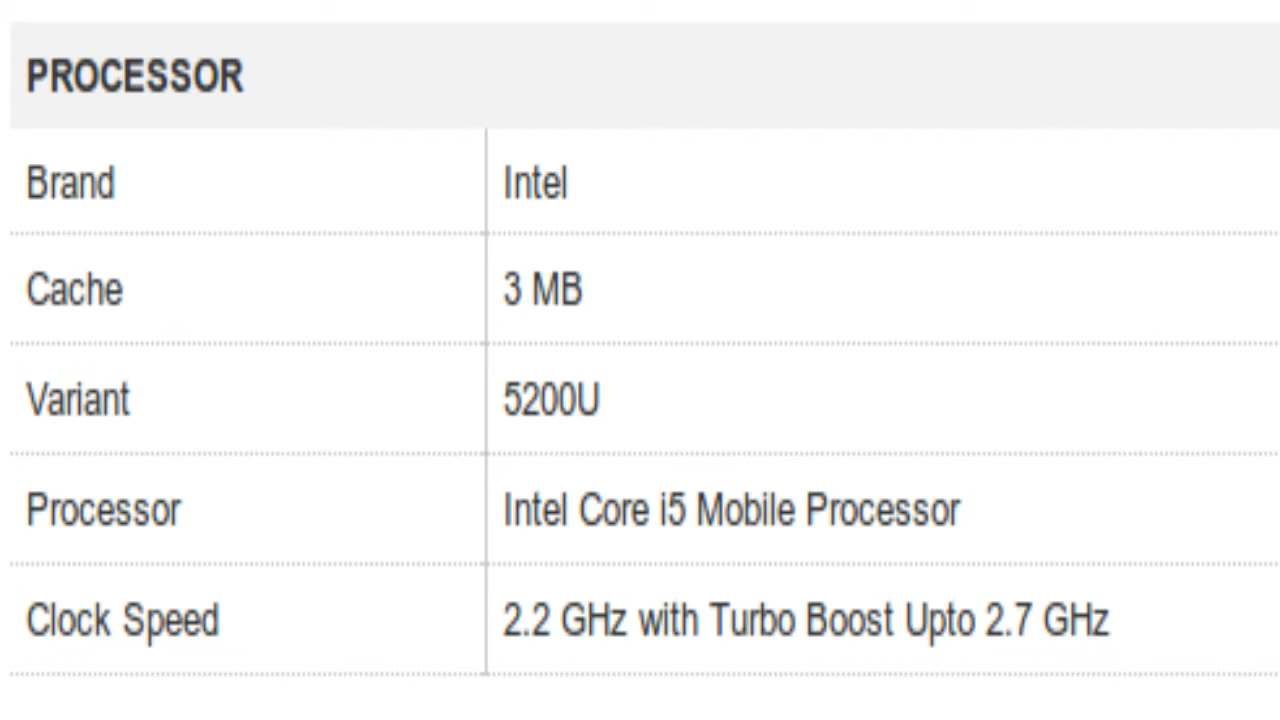 PROCESSOR
Brand Intel
Cache 3 MB
Variant 5200U
Processor Intel Core i5 Mobile Processor
Clock Speed 2.2 GHz with Turbo Boost Upto 2.7 GHz